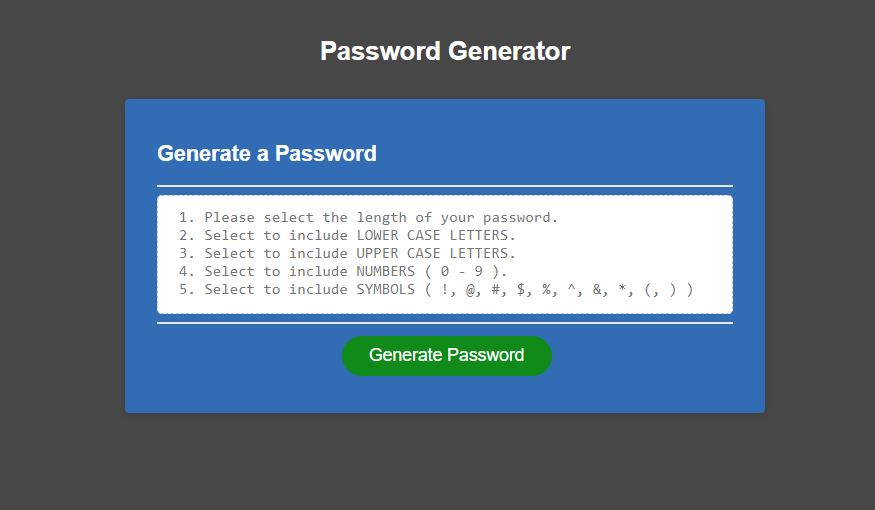 Password Generator
Generate a Password
1. Please select the length of your password.
2. Select to include LOWER CASE LETTERS.
3. Select to include UPPER CASE LETTERS.
4. Select to include NUMBERS ( 0 - 9 ).
5. Select to include SYMBOLS ( !, @, #, $, %, ^, &, *, (, ) )
Generate Password